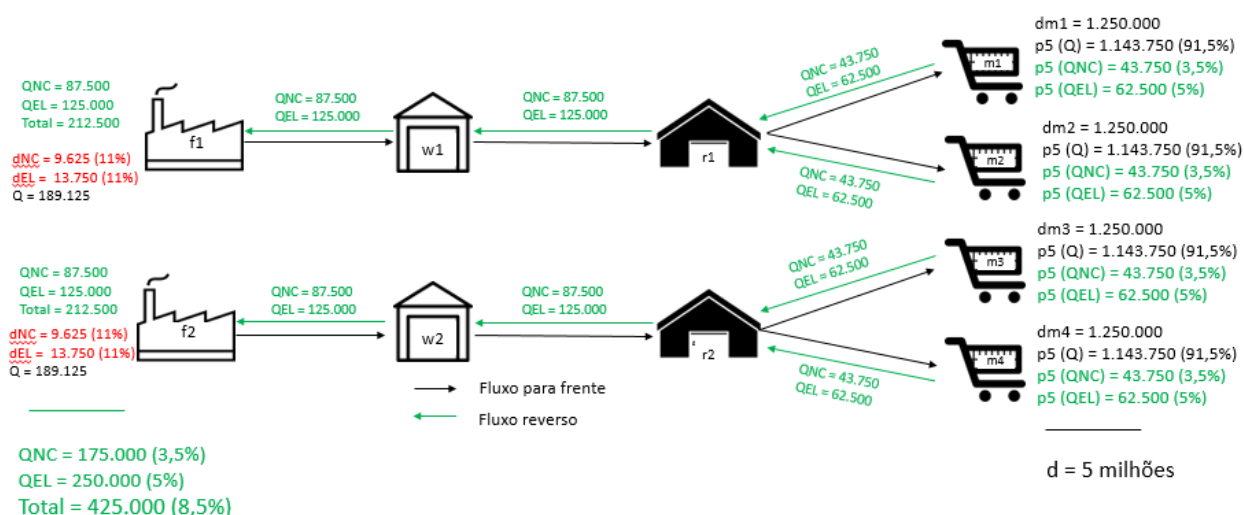 dm1 = 1.250.000
p5 (Q) = 1.143.750 (91,5%)
p5 (QNC) = 43.750 (3,5%)
p5 (QEL) = 62.500 (5%)
m1
QNC = 43.750
QEL = 62.500
QNC = 87.500
QEL = 125.000
Total = 212.500
f1
dNC = 9.625 (11%)
dEL = 13.750 (11%)
Q = 189.125
QNC = 87.500
QEL = 125.000
w1
QNC = 87.500
QEL = 125.000
r1
dm2 = 1.250.000
p5 (Q) = 1.143.750 (91,5%)
p5 (QNC) = 43.750 (3,5%)
p5 (QEL) = 62.500 (5%)
m2
QNC = 43.750
QEL = 62.500
dm3 = 1.250.000
p5 (Q) = 1.143.750 (91,5%)
p5 (QNC) = 43.750 (3,5%)
p5 (QEL) = 62.500 (5%)
m3
QNC = 43.750
QEL = 62.500
QNC = 87.500
QEL = 125.000
Total = 212.500
f2
dNC = 9.625 (11%)
dEL = 13.750 (11%)
Q = 189.125
QNC = 87.500
QEL = 125.000
w2
QNC = 87.500
QEL = 125.000
r2
dm4 = 1.250.000
p5 (Q) = 1.143.750 (91,5%)
p5 (QNC) = 43.750 (3,5%)
p5 (QEL) = 62.500 (5%)
m4
QNC = 43.750
QEL = 62.500
Fluxo para frente
Fluxo reverso
QNC = 175.000 (3,5%)
QEL = 250.000 (5%)
Total = 425.000 (8,5%)
d = 5 milhões